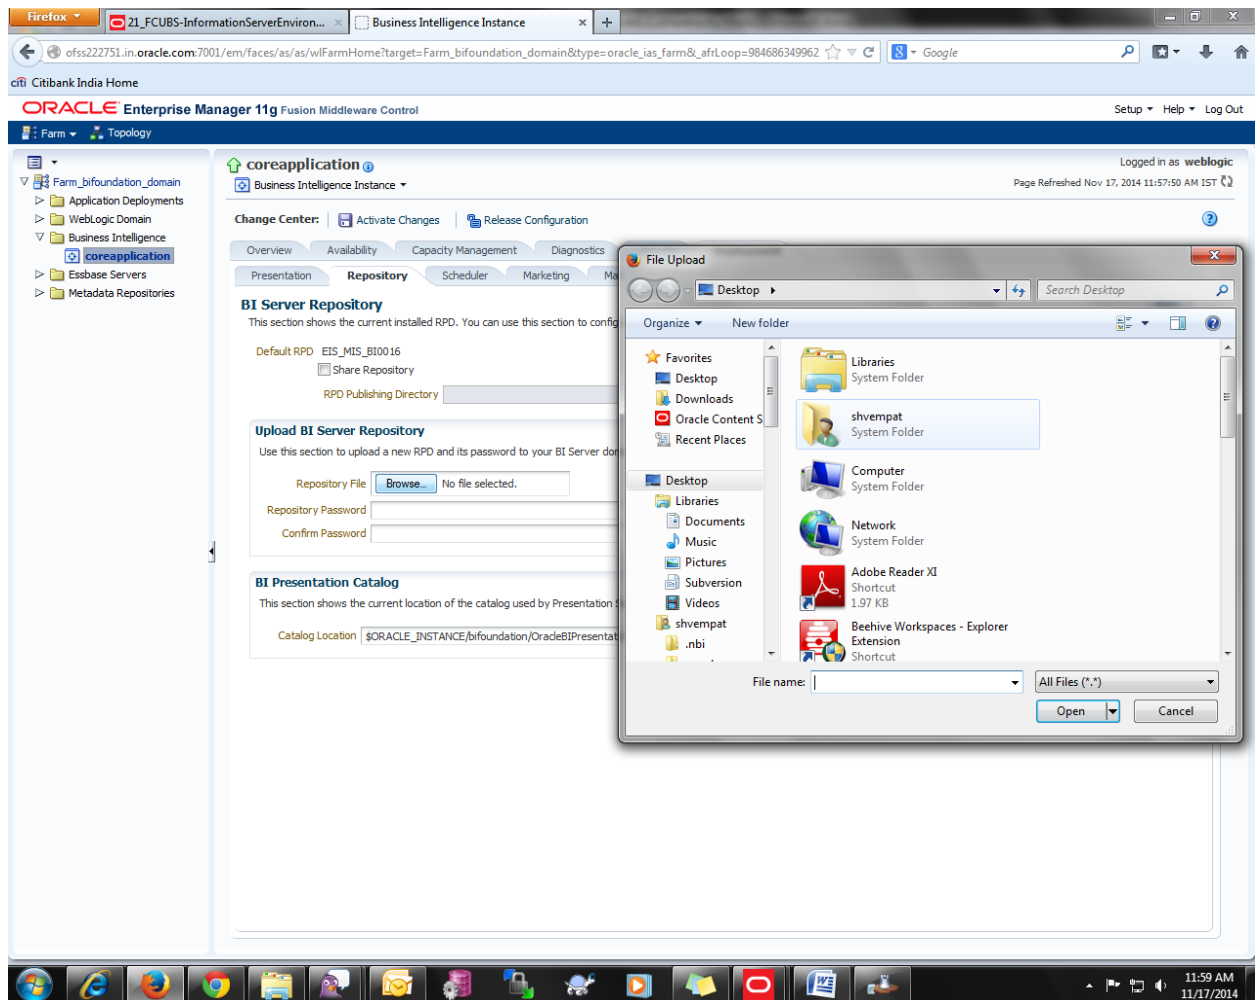 Firefox
21_FCUBS-InformationServerEnviron...
Business Intelligence Instance
ofss222751.in.oracle.com:7001/em/faces/as/as/wlFarmHome?target=Farm_bifoundation_domain&type=oracle_ias_farm&_afrLoop=984686349962
Google
citi Citibank India Home
ORACLE Enterprise Manager 11g Fusion Middleware Control
Setup Help Log Out
Farm Topology
Farm_bifoundation_domain
Application Deployments
WebLogic Domain
Business Intelligence
coreapplication
Essbase Servers
Metadata Repositories
coreapplication
Logged in as weblogic
Business Intelligence Instance
Page Refreshed Nov 17, 2014 11:57:50 AM IST
Change Center: Activate Changes Release Configuration
Overview Availability Capacity Management Diagnostics
Presentation Repository Scheduler Marketing Ma
BI Server Repository
This section shows the current installed RPD. You can use this section to config
Default RPD EIS_MIS_BI0016
Share Repository
RPD Publishing Directory
Upload BI Server Repository
Use this section to upload a new RPD and its password to your BI Server dom
Repository File Browse... No file selected.
Repository Password
Confirm Password
BI Presentation Catalog
This section shows the current location of the catalog used by Presentation S
Catalog Location $ORACLE_INSTANCE/bifoundation/OracleBIPresentat
File Upload
Desktop
Search Desktop
Organize New folder
Favorites
Desktop
Downloads
Oracle Content S
Recent Places
Desktop
Libraries
Documents
Music
Pictures
Subversion
Videos
shvempat
.nbi
Libraries
System Folder
shvempat
System Folder
Computer
System Folder
Network
System Folder
Adobe Reader XI
Shortcut
1.97 KB
Beehive Workspaces - Explorer
Extension
Shortcut
File name:
All Files (*.*)
Open Cancel
11:59 AM
11/17/2014